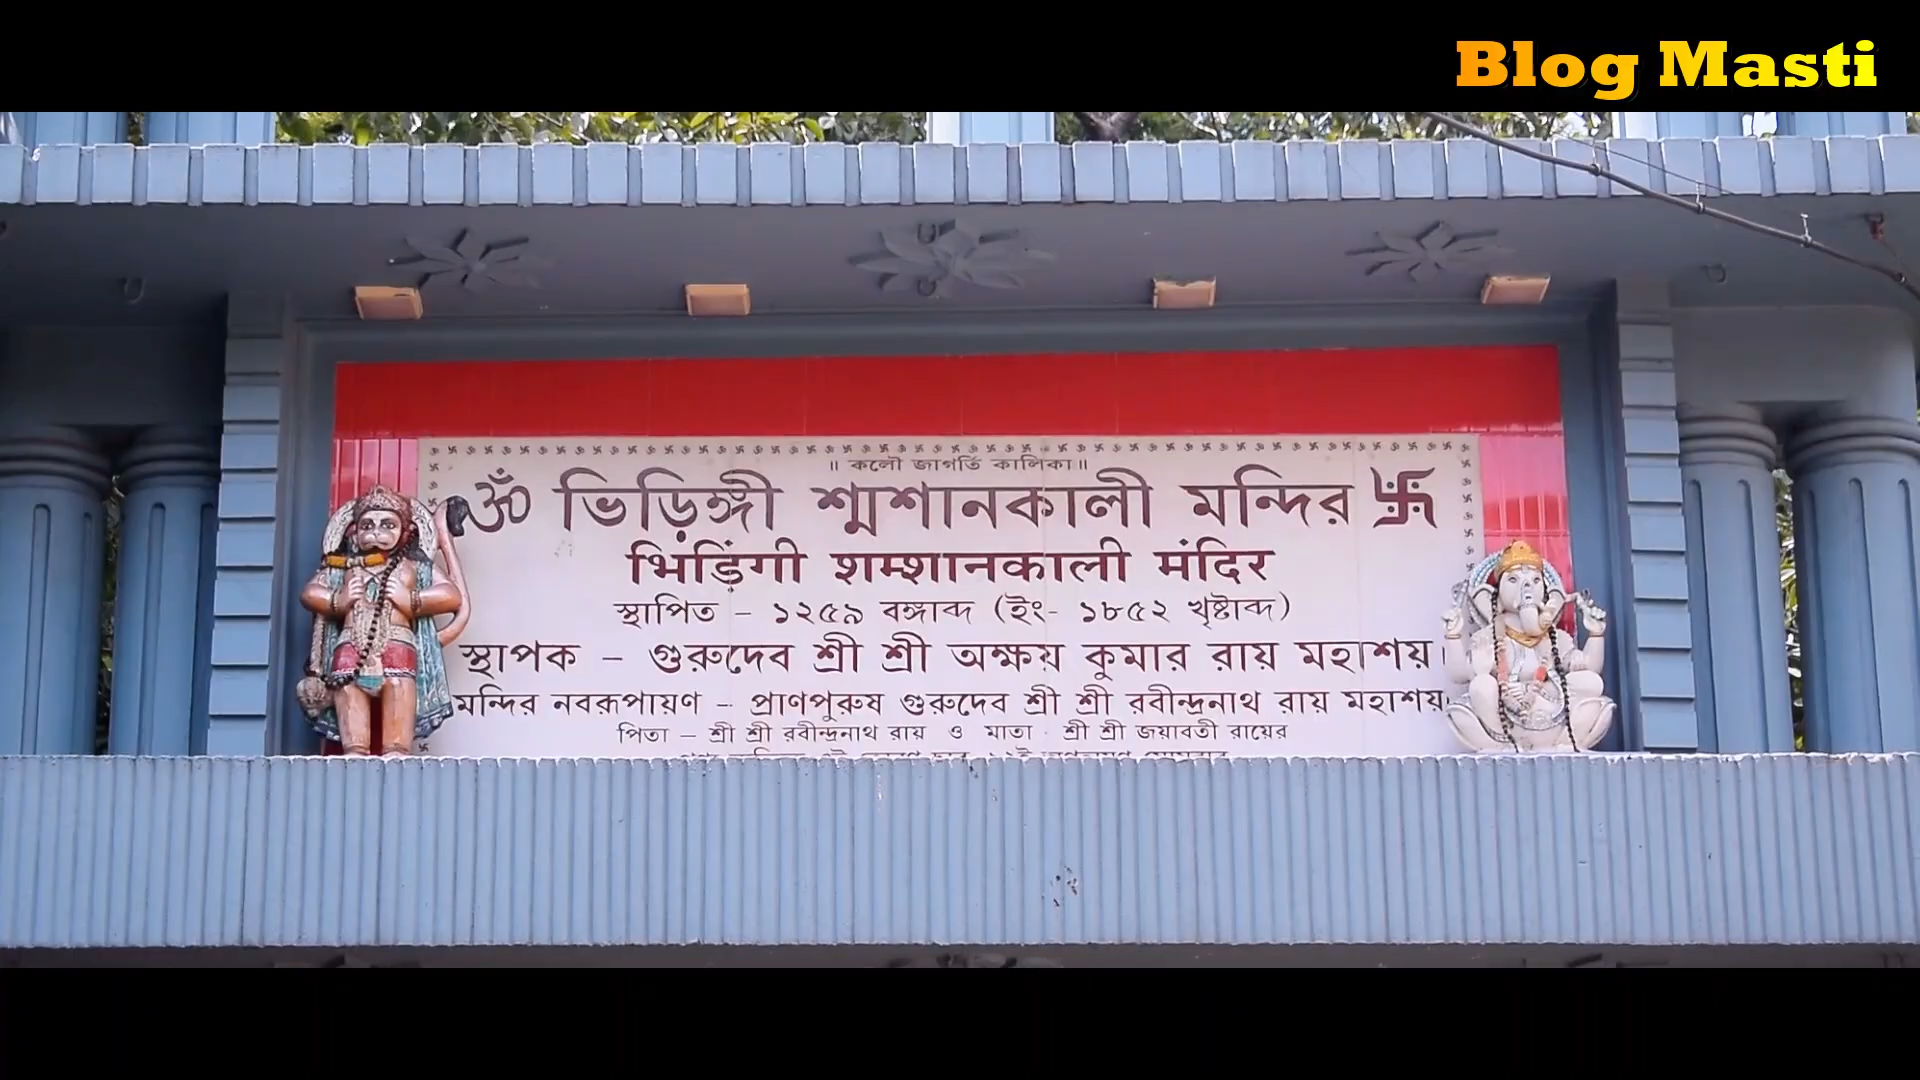 Blog Masti
॥ কলৌ জাগর্তি কালিকা॥
ॐ ভিড়িঙ্গী শ্মশানকালী মন্দির 卐
भिड़िंगी शम्शानकाली मंदिर
স্থাপিত - ১২৫৯ বঙ্গাব্দ (ইং- ১৮৫২ খৃষ্টাব্দ)
স্থাপক - গুরুদেব শ্রী শ্রী অক্ষয় কুমার রায় মহাশয়।
মন্দির নবরূপায়ণ - প্রাণপুরুষ গুরুদেব শ্রী শ্রী রবীন্দ্রনাথ রায় মহাশয়।
পিতা - শ্রী শ্রী রবীন্দ্রনাথ রায় ও মাতা - শ্রী শ্রী জয়াবতী রায়ের